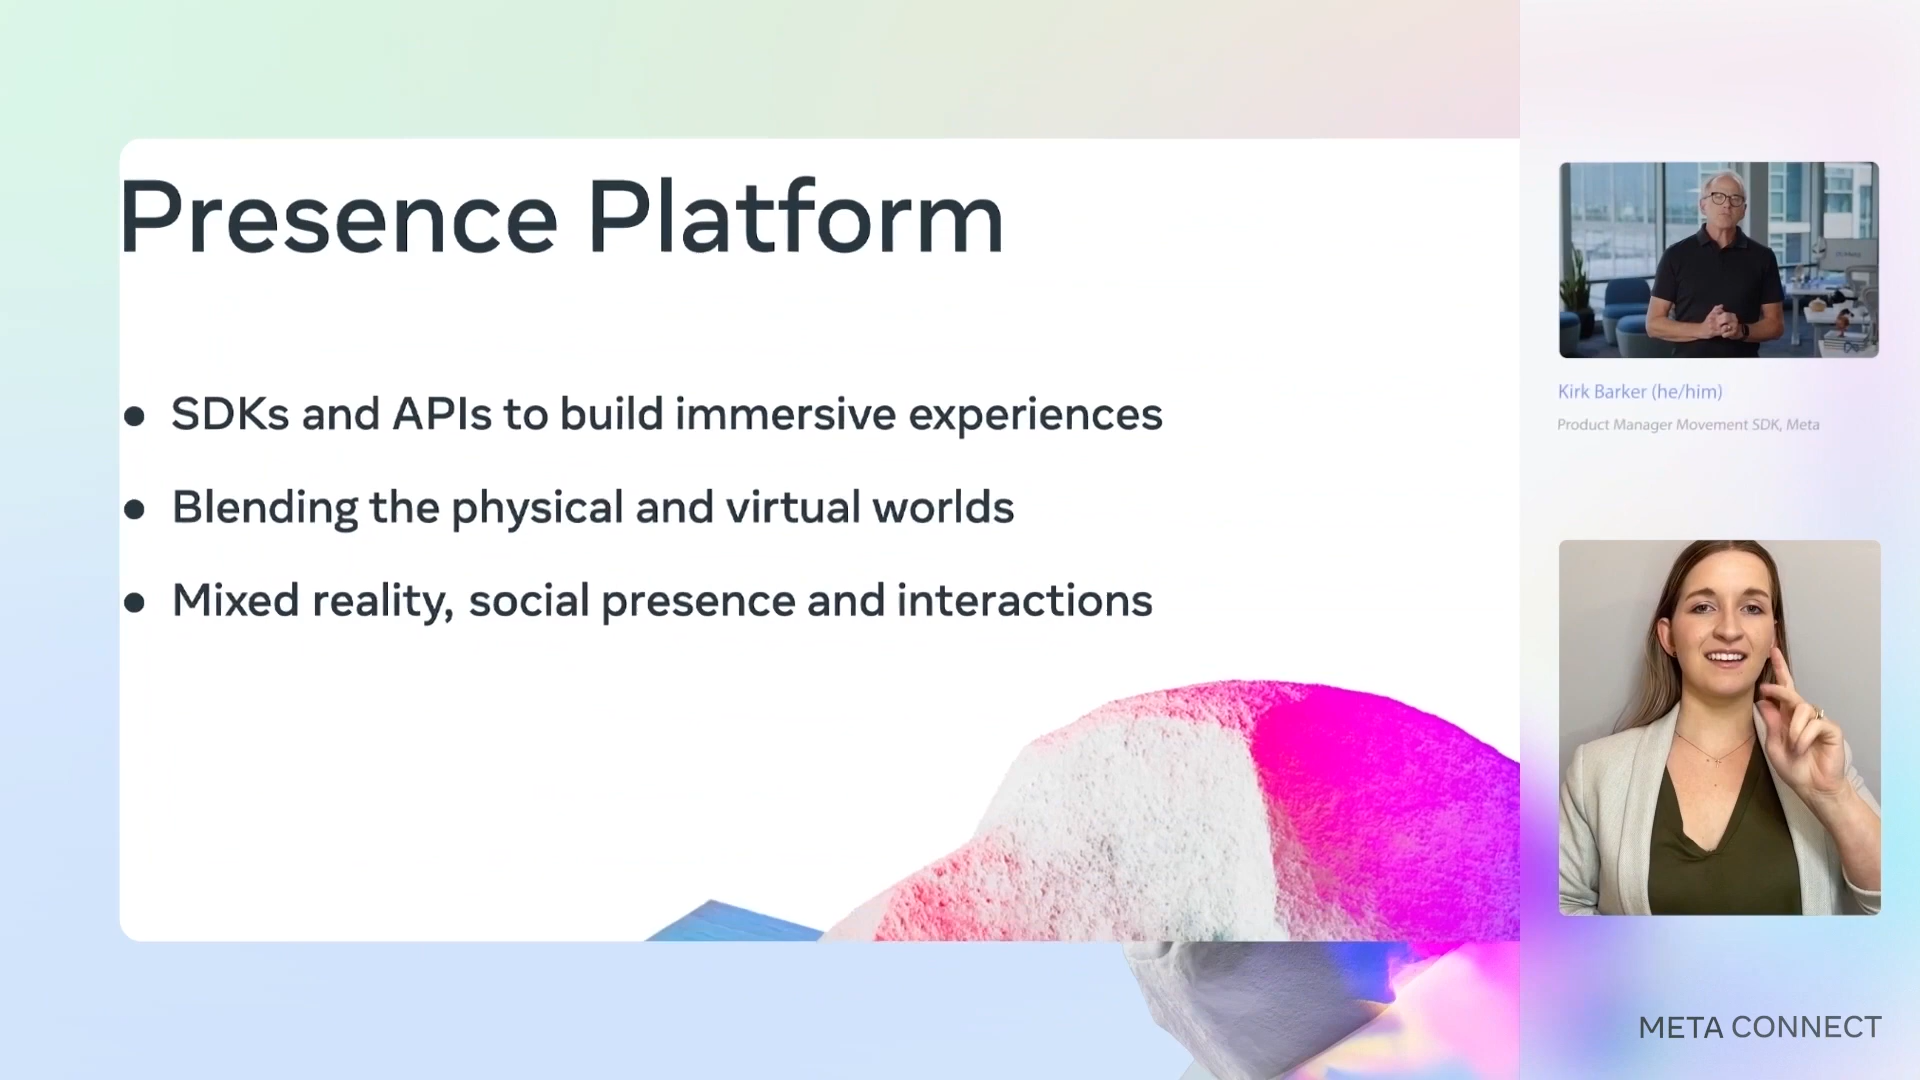 Presence Platform
• SDKs and APIs to build immersive experiences
• Blending the physical and virtual worlds
• Mixed reality, social presence and interactions
Kirk Barker (he/him)
Product Manager Movement SDK, Meta
META CONNECT